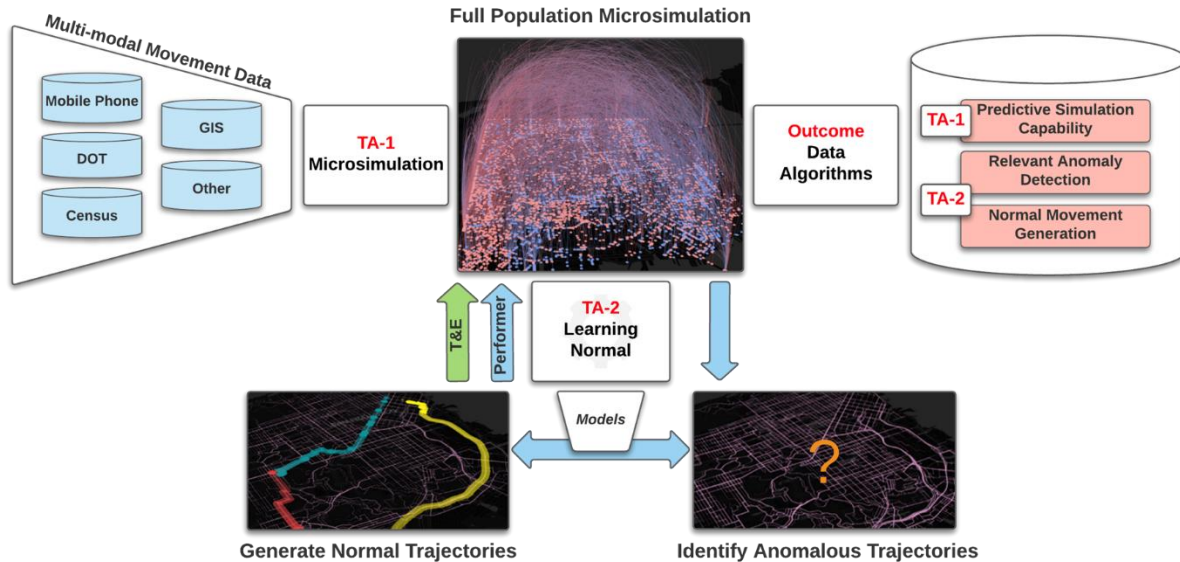 Full Population Microsimulation
Multi-modal Movement Data
Mobile Phone
GIS
DOT
Other
Census
TA-1
Microsimulation
Outcome
Data
Algorithms
TA-1
Predictive Simulation
Capability
Relevant Anomaly
Detection
TA-2
Normal Movement
Generation
T&E
Performer
TA-2
Learning
Normal
Models
?
Generate Normal Trajectories
Identify Anomalous Trajectories